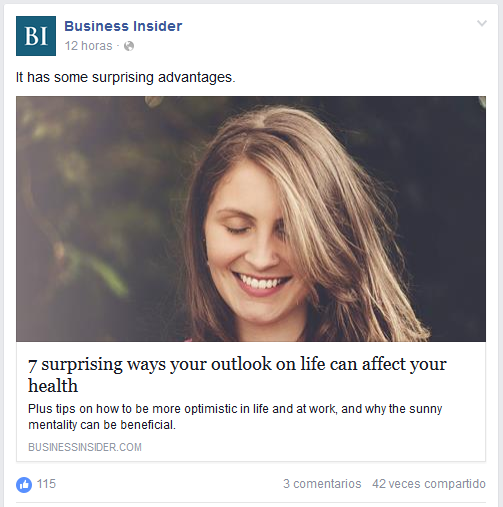 BI
Business Insider
12 horas ·
It has some surprising advantages.
7 surprising ways your outlook on life can affect your
health
Plus tips on how to be more optimistic in life and at work, and why the sunny
mentality can be beneficial.
BUSINESSINSIDER.COM
115
3 comentarios 42 veces compartido